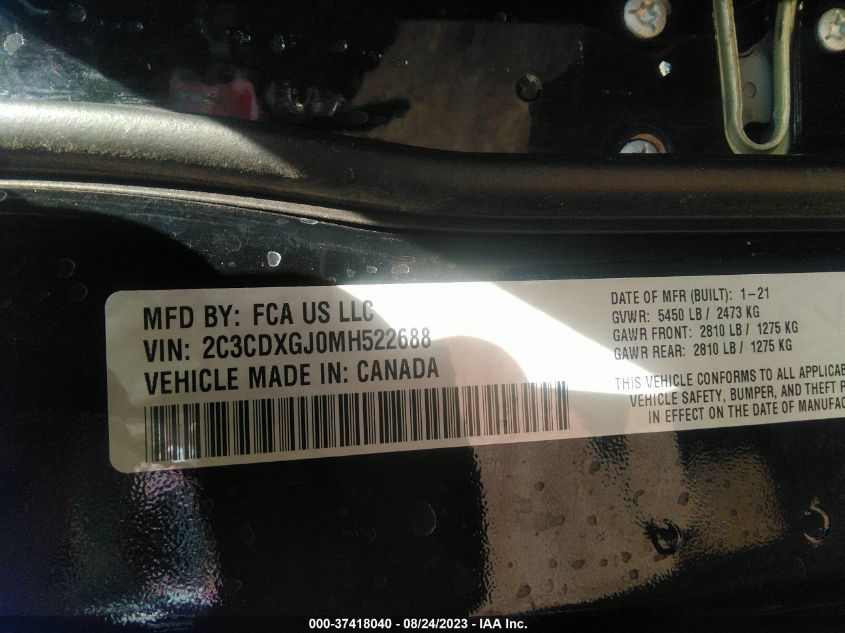 MFD BY: FCA US LLC
VIN: 2C3CDXGJ0MH522688
VEHICLE MADE IN: CANADA
DATE OF MFR (BUILT): 1-21
GVWR: 5450 LB / 2473 KG
GAWR FRONT: 2810 LB / 1275 KG
GAWR REAR: 2810 LB / 1275 KG
THIS VEHICLE CONFORMS TO ALL APPLICAB
VEHICLE SAFETY, BUMPER, AND THEFT P
IN EFFECT ON THE DATE OF MANUFAC
000-37418040 - 08/24/2023 - IAA Inc.